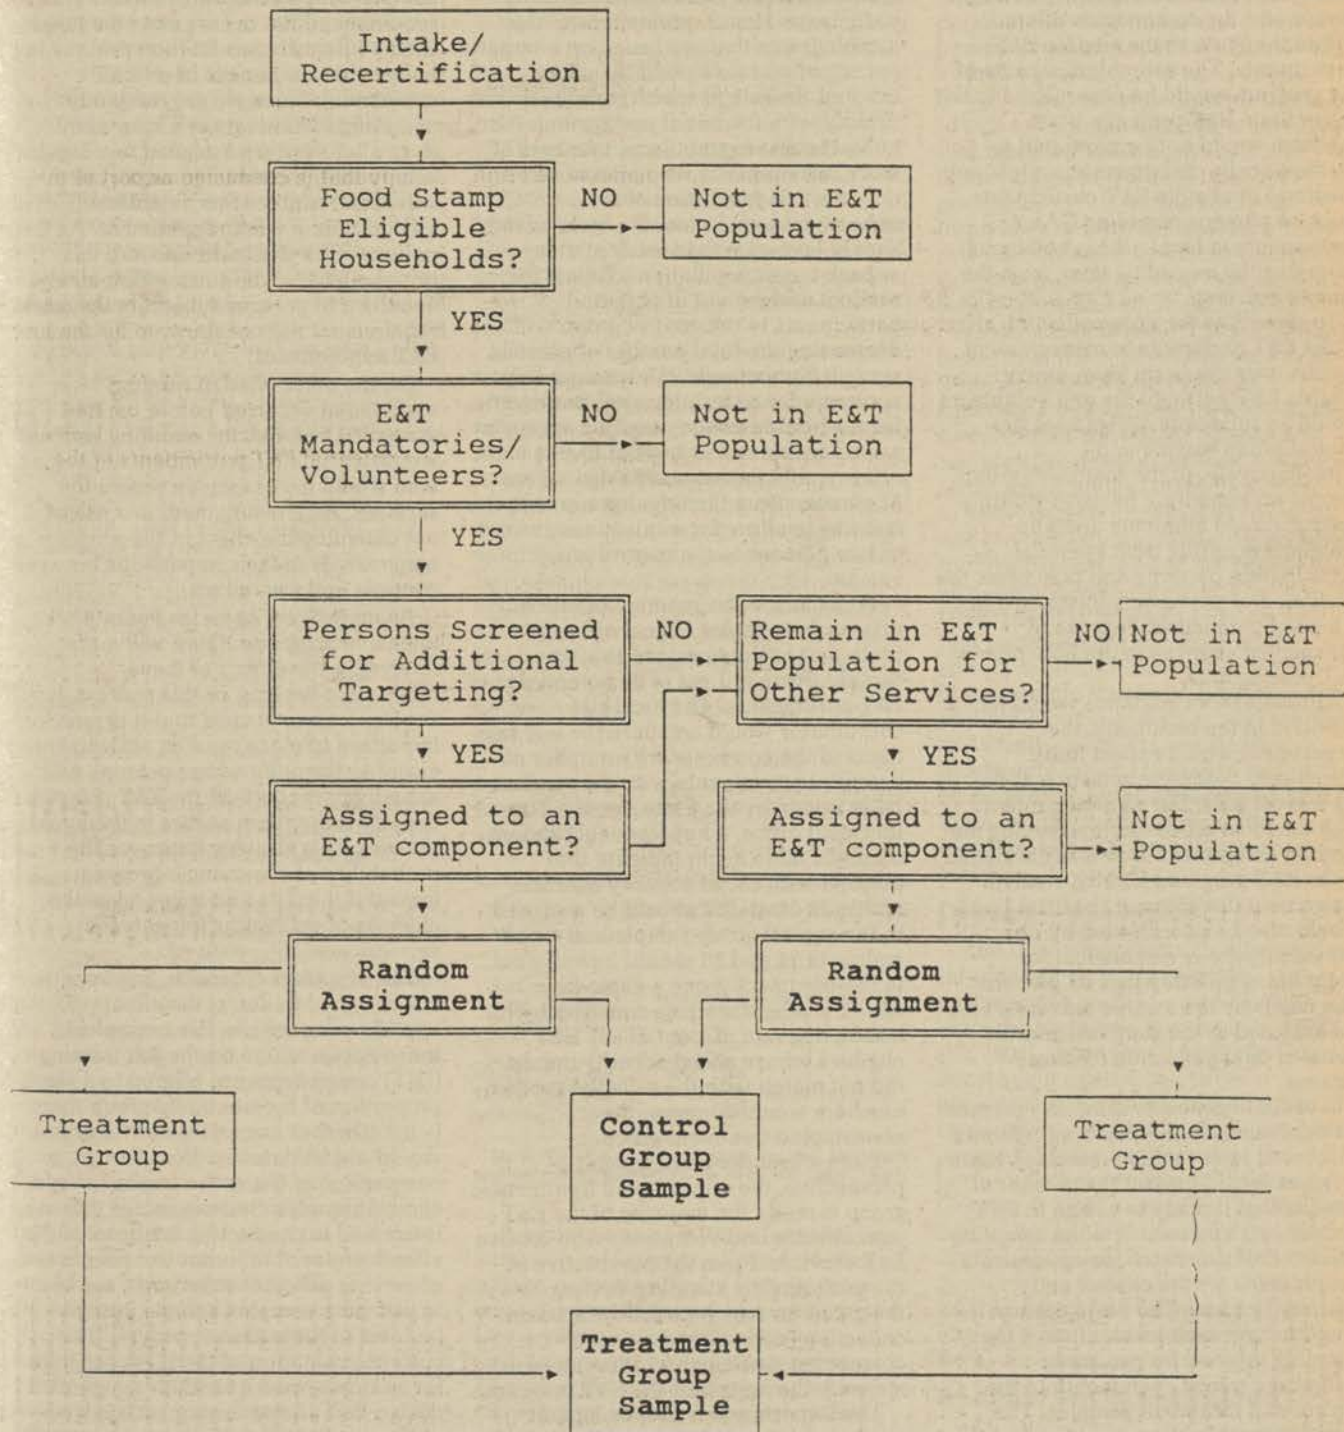 Intake/
Recertification
Food Stamp
Eligible
Households?
NO
Not in E&T
Population
YES
E&T
Mandatories/
Volunteers?
NO
Not in E&T
Population
YES
Persons Screened
for Additional
Targeting?
NO
Remain in E&T
Population for
Other Services?
NO
Not in E&T
Population
YES
YES
Assigned to an
E&T component?
Assigned to an
E&T component?
Not in E&T
Population
Random
Assignment
Random
Assignment
Treatment
Group
Control
Group
Sample
Treatment
Group
Treatment
Group
Sample